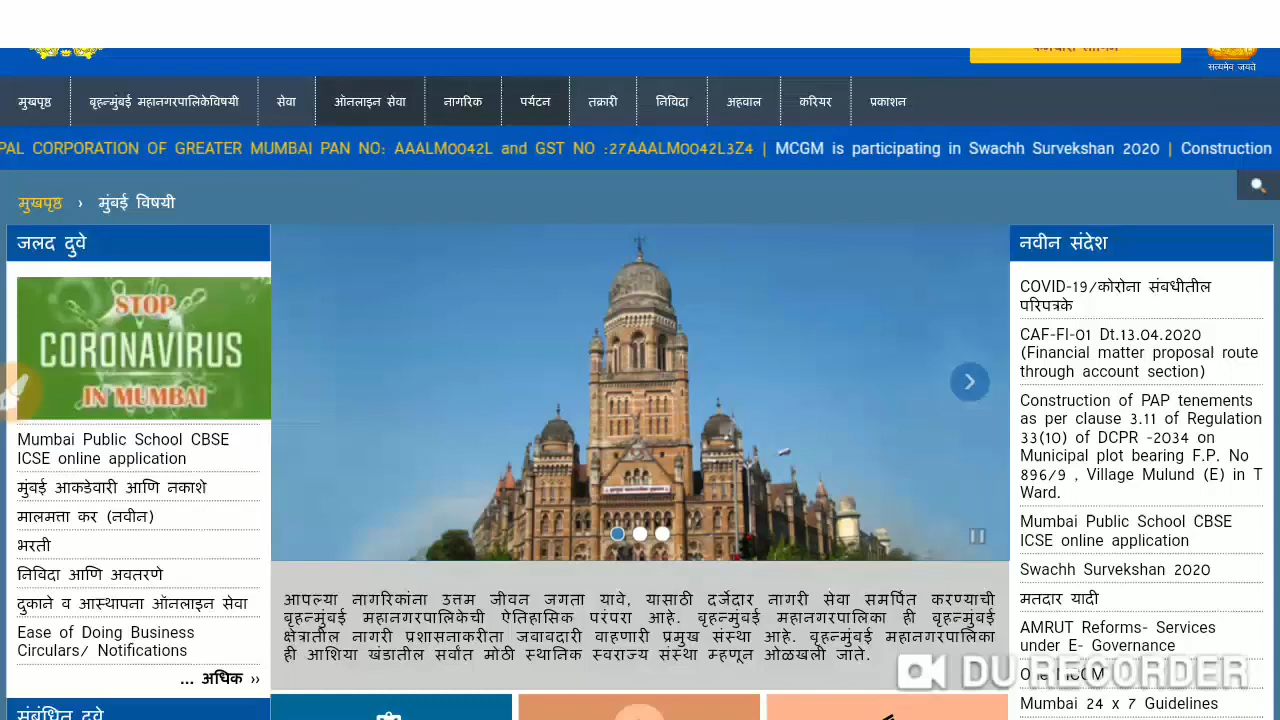 सत्यमेव जयते
मुखपृष्ठ
बृहन्मुंबई महानगरपालिकेविषयी
सेवा
ऑनलाइन सेवा
नागरिक
पर्यटन
तक्रारी
निविदा
अहवाल
करियर
प्रकाशन
PAL CORPORATION OF GREATER MUMBAI PAN NO: AAALM0042L and GST NO :27AAALM0042L3Z4 | MCGM is participating in Swachh Survekshan 2020 | Construction
मुखपृष्ठ › मुंबई विषयी
जलद दुवे
STOP
CORONAVIRUS
IN MUMBAI
Mumbai Public School CBSE
ICSE online application
मुंबई आकडेवारी आणि नकाशे
मालमत्ता कर (नवीन)
भरती
निविदा आणि अवतरणे
दुकाने व आस्थापना ऑनलाइन सेवा
Ease of Doing Business
Circulars/ Notifications
... अधिक ››
संबंधित दुवे
आपल्या नागरिकांना उत्तम जीवन जगता यावे, यासाठी दर्जेदार नागरी सेवा समर्पित करण्याची
बृहन्मुंबई महानगरपालिकेची ऐतिहासिक परंपरा आहे. बृहन्मुंबई महानगरपालिका ही बृहन्मुंबई
क्षेत्रातील नागरी प्रशासनाकरीता जवाबदारी वाहणारी प्रमुख संस्था आहे. बृहन्मुंबई महानगरपालिका
ही आशिया खंडातील सर्वात मोठी स्थानिक स्वराज्य संस्था म्हणून ओळखली जाते.
नवीन संदेश
COVID-19/कोरोना संबधीतील
परिपत्रके
CAF-FI-01 Dt.13.04.2020
(Financial matter proposal route
through account section)
Construction of PAP tenements
as per clause 3.11 of Regulation
33(10) of DCPR -2034 on
Municipal plot bearing F.P. No
896/9 , Village Mulund (E) in T
Ward.
Mumbai Public School CBSE
ICSE online application
Swachh Survekshan 2020
मतदार यादी
AMRUT Reforms- Services
under E- Governance
One MCGM
Mumbai 24 x 7 Guidelines
DU RECORDER